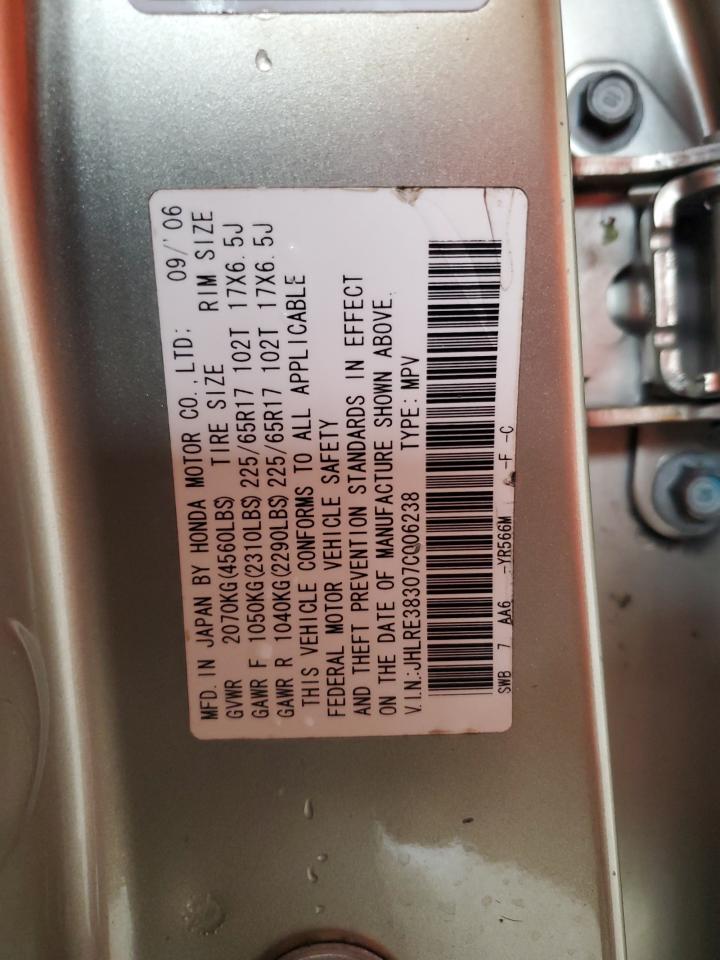 MFD. IN JAPAN BY HONDA MOTOR CO., LTD: 09/'06
GVWR 2070KG(4560LBS) TIRE SIZE RIM SIZE
GAWR F 1050KG(2310LBS) 225/65R17 102T 17X6.5J
GAWR R 1040KG(2290LBS) 225/65R17 102T 17X6.5J
THIS VEHICLE CONFORMS TO ALL APPLICABLE
FEDERAL MOTOR VEHICLE SAFETY
AND THEFT PREVENTION STANDARDS IN EFFECT
ON THE DATE OF MANUFACTURE SHOWN ABOVE.
V.I.N.:JHLRE38307C006238 TYPE: MPV
SWB 7 AA6 -YR566M -F -C